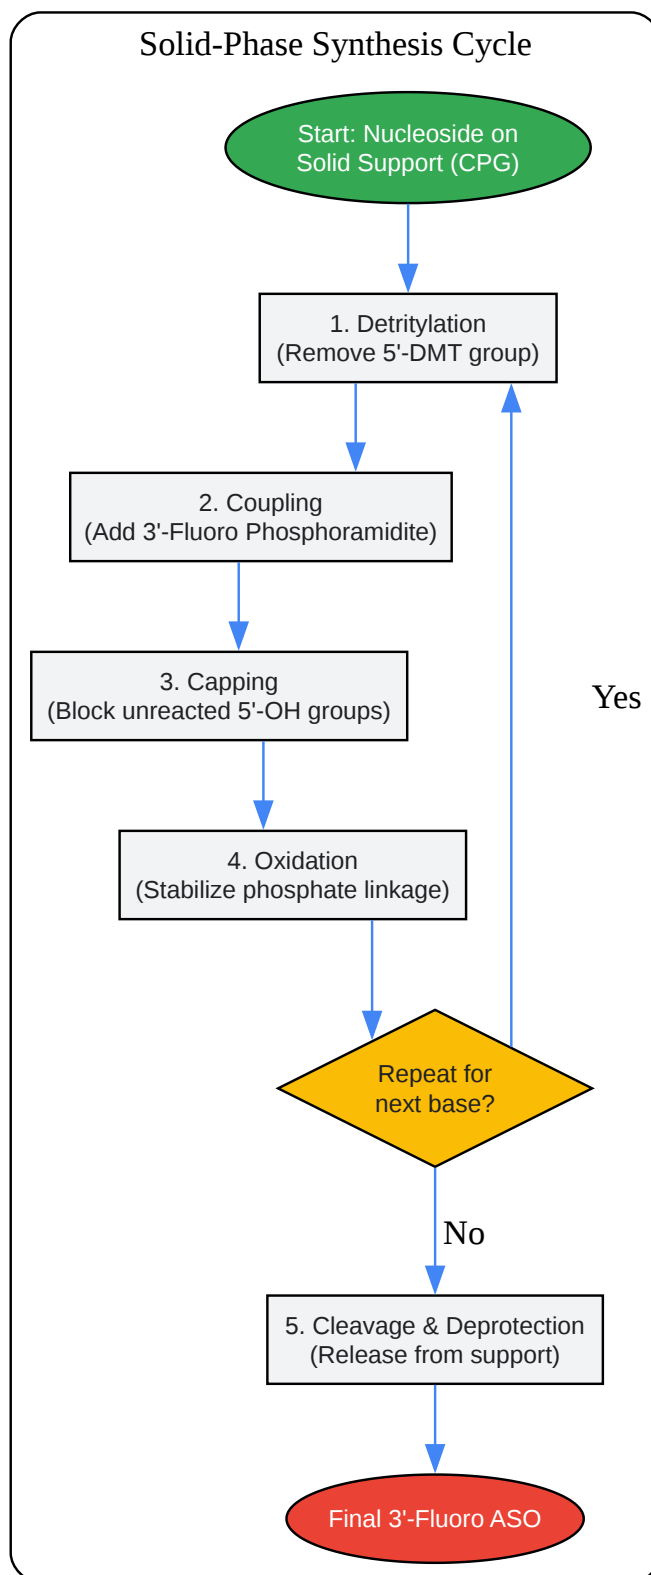 Solid-Phase Synthesis Cycle
Start: Nucleoside on
Solid Support (CPG)
1. Detritylation
(Remove 5'-DMT group)
2. Coupling
(Add 3'-Fluoro Phosphoramidite)
3. Capping
(Block unreacted 5'-OH groups)
Yes
4. Oxidation
(Stabilize phosphate linkage)
Repeat for
next base?
No
5. Cleavage & Deprotection
(Release from support)
Final 3'-Fluoro ASO